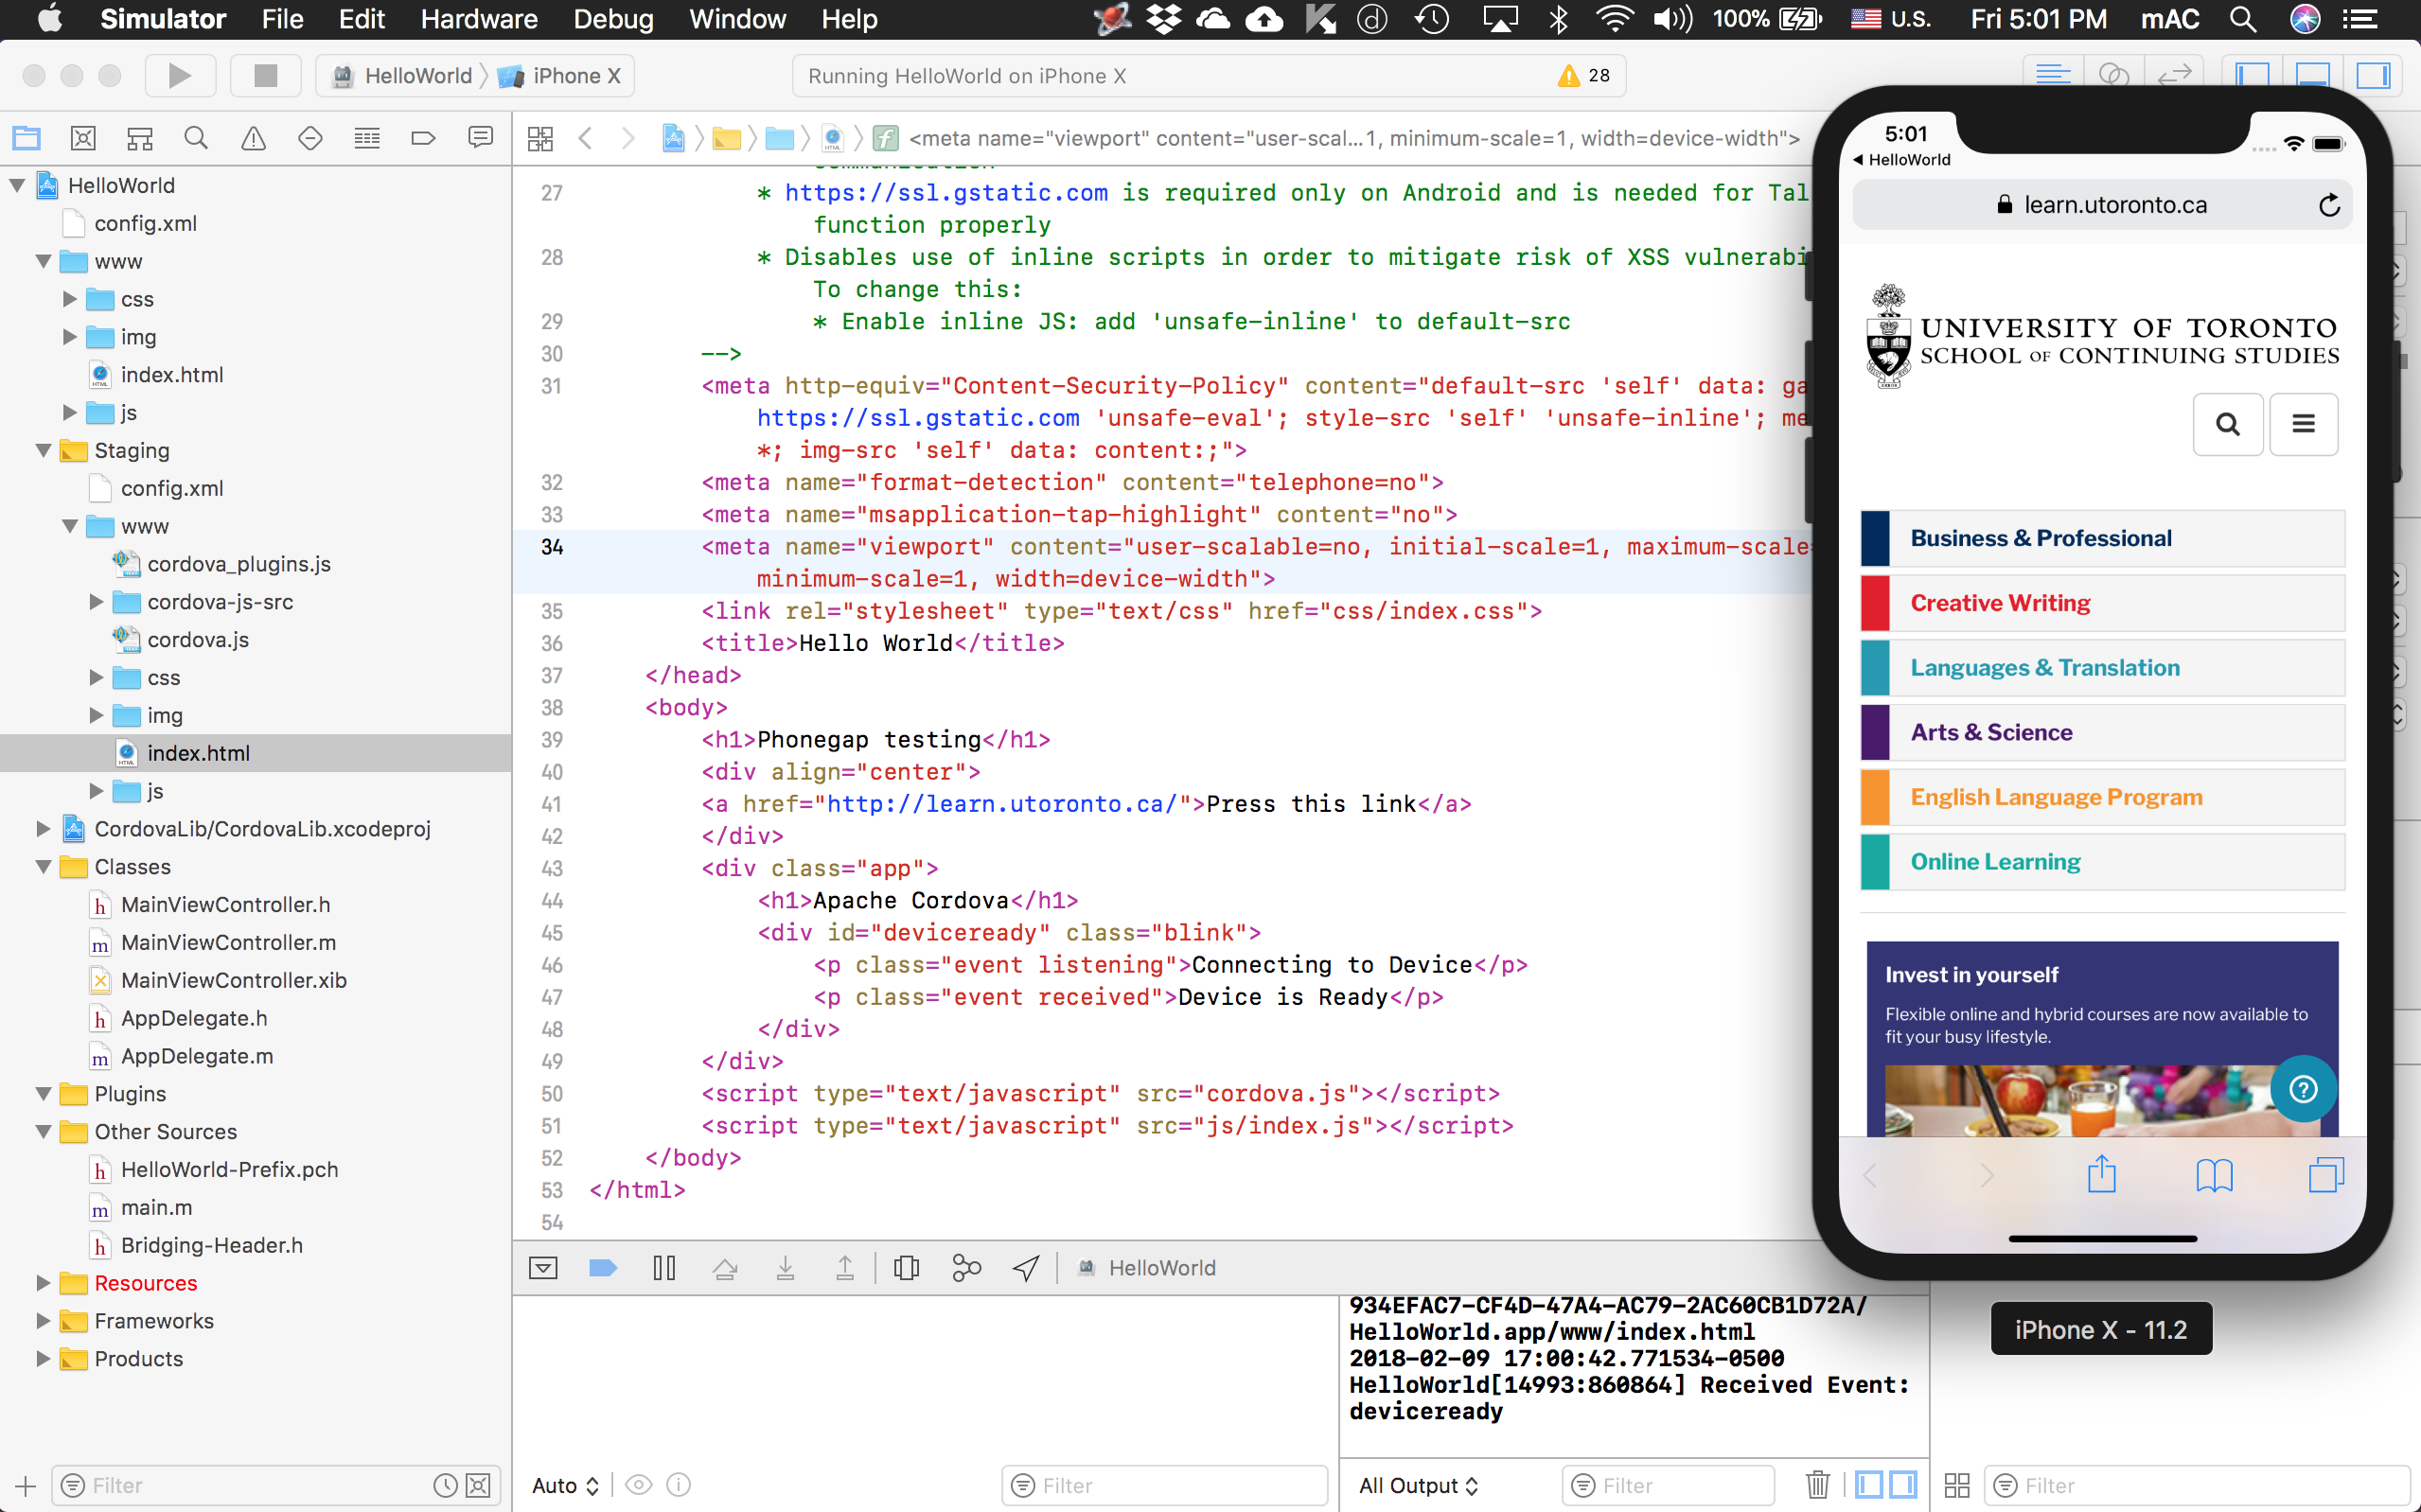 Simulator File Edit Hardware Debug Window Help 100% U.S. Fri 5:01 PM mAC
HelloWorld iPhone X
Running HelloWorld on iPhone X 28
<meta name="viewport" content="user-scal...1, minimum-scale=1, width=device-width">
HelloWorld
config.xml
www
css
img
index.html
js
Staging
config.xml
www
cordova_plugins.js
cordova-js-src
cordova.js
css
img
index.html
js
CordovaLib/CordovaLib.xcodeproj
Classes
MainViewController.h
MainViewController.m
MainViewController.xib
AppDelegate.h
AppDelegate.m
Plugins
Other Sources
HelloWorld-Prefix.pch
main.m
Bridging-Header.h
Resources
Frameworks
Products
Filter
communication
27 * https://ssl.gstatic.com is required only on Android and is needed for Tal
function properly
28 * Disables use of inline scripts in order to mitigate risk of XSS vulnerabi
To change this:
29 * Enable inline JS: add 'unsafe-inline' to default-src
30 -->
31 <meta http-equiv="Content-Security-Policy" content="default-src 'self' data: ga
https://ssl.gstatic.com 'unsafe-eval'; style-src 'self' 'unsafe-inline'; me
*; img-src 'self' data: content:;">
32 <meta name="format-detection" content="telephone=no">
33 <meta name="msapplication-tap-highlight" content="no">
34 <meta name="viewport" content="user-scalable=no, initial-scale=1, maximum-scale=
minimum-scale=1, width=device-width">
35 <link rel="stylesheet" type="text/css" href="css/index.css">
36 <title>Hello World</title>
37 </head>
38 <body>
39 <h1>Phonegap testing</h1>
40 <div align="center">
41 <a href="http://learn.utoronto.ca/">Press this link</a>
42 </div>
43 <div class="app">
44 <h1>Apache Cordova</h1>
45 <div id="deviceready" class="blink">
46 <p class="event listening">Connecting to Device</p>
47 <p class="event received">Device is Ready</p>
48 </div>
49 </div>
50 <script type="text/javascript" src="cordova.js"></script>
51 <script type="text/javascript" src="js/index.js"></script>
52 </body>
53 </html>
54
HelloWorld
934EFAC7-CF4D-47A4-AC79-2AC60CB1D72A/
HelloWorld.app/www/index.html
2018-02-09 17:00:42.771534-0500
HelloWorld[14993:860864] Received Event:
deviceready
Auto Filter All Output Filter Filter
5:01
HelloWorld
learn.utoronto.ca
UNIVERSITY OF TORONTO
SCHOOL OF CONTINUING STUDIES
Business & Professional
Creative Writing
Languages & Translation
Arts & Science
English Language Program
Online Learning
Invest in yourself
Flexible online and hybrid courses are now available to
fit your busy lifestyle.
iPhone X - 11.2